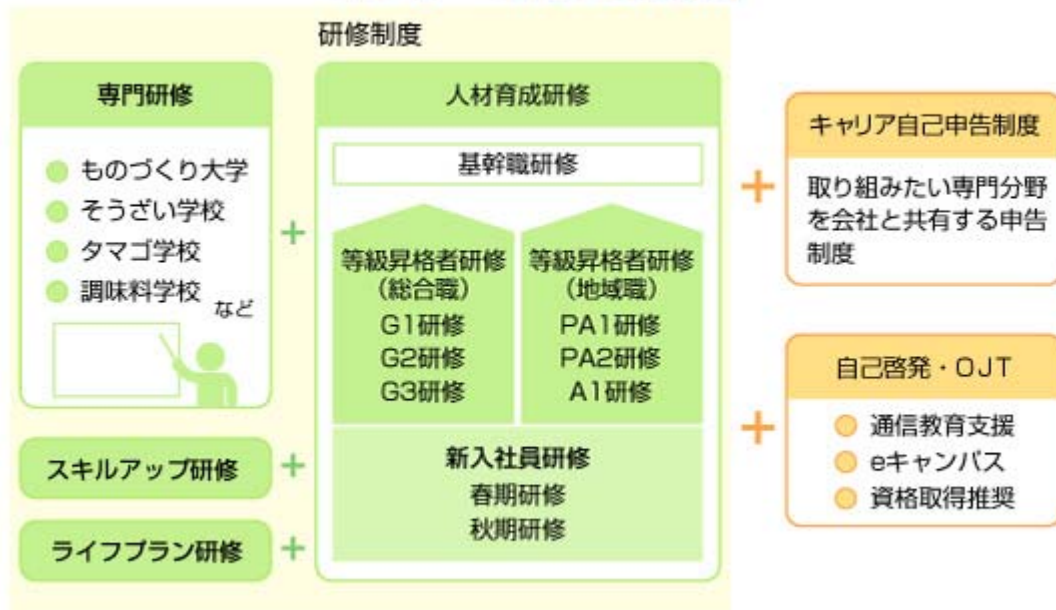 研修制度
専門研修
ものづくり大学
そうざい学校
タマゴ学校
調味料学校
など
スキルアップ研修
ライフプラン研修
人材育成研修
基幹職研修
等級昇格者研修
(総合職)
G1研修
G2研修
G3研修
等級昇格者研修
(地域職)
PA1研修
PA2研修
A1研修
新入社員研修
春期研修
秋期研修
キャリア自己申告制度
取り組みたい専門分野
を会社と共有する申告
制度
自己啓発・OJT
通信教育支援
eキャンパス
資格取得推奨